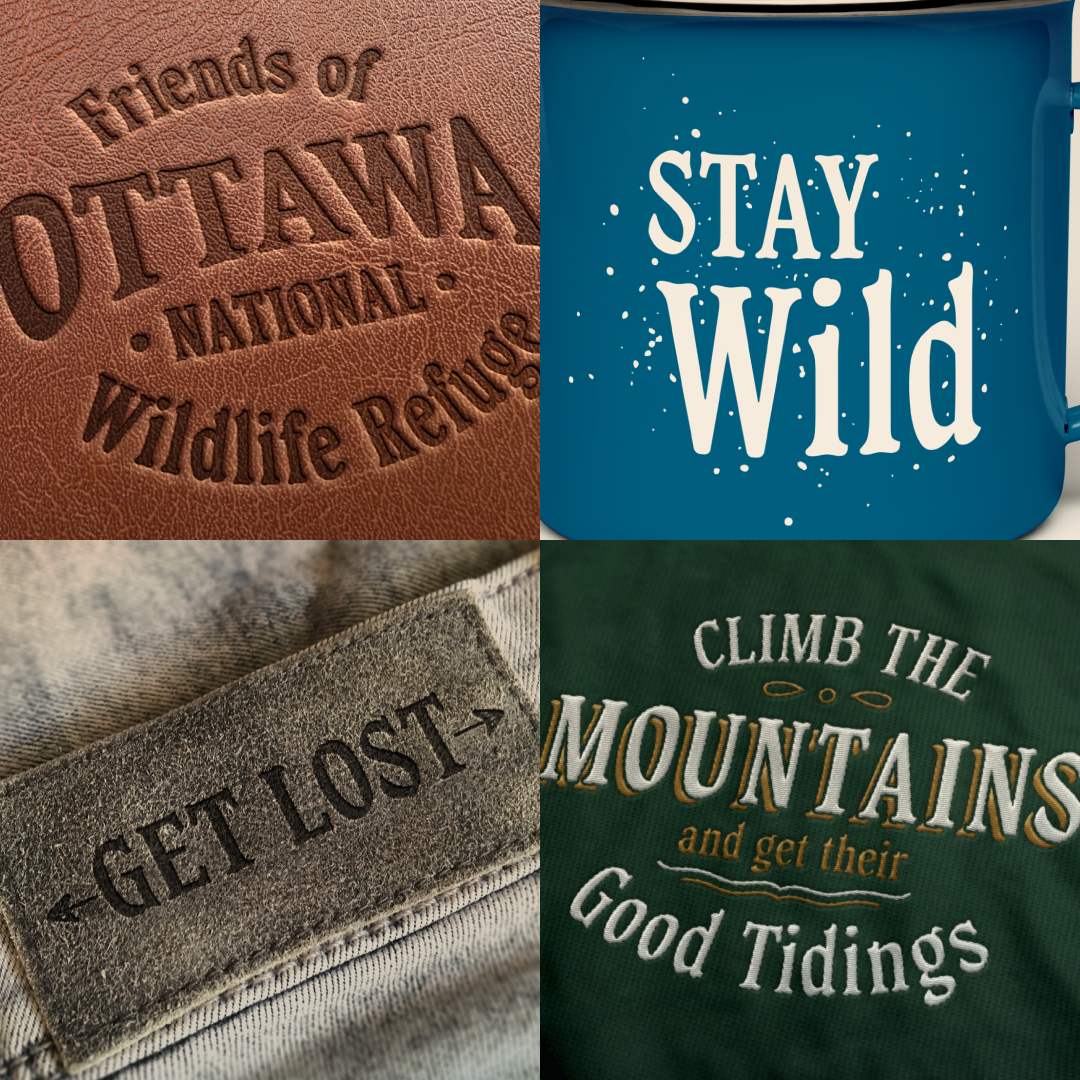 Friends of
OTTAWA
• NATIONAL •
Wildlife Refuge
STAY
Wild
←GET LOST→
CLIMB THE
MOUNTAINS
and get their
Good Tidings